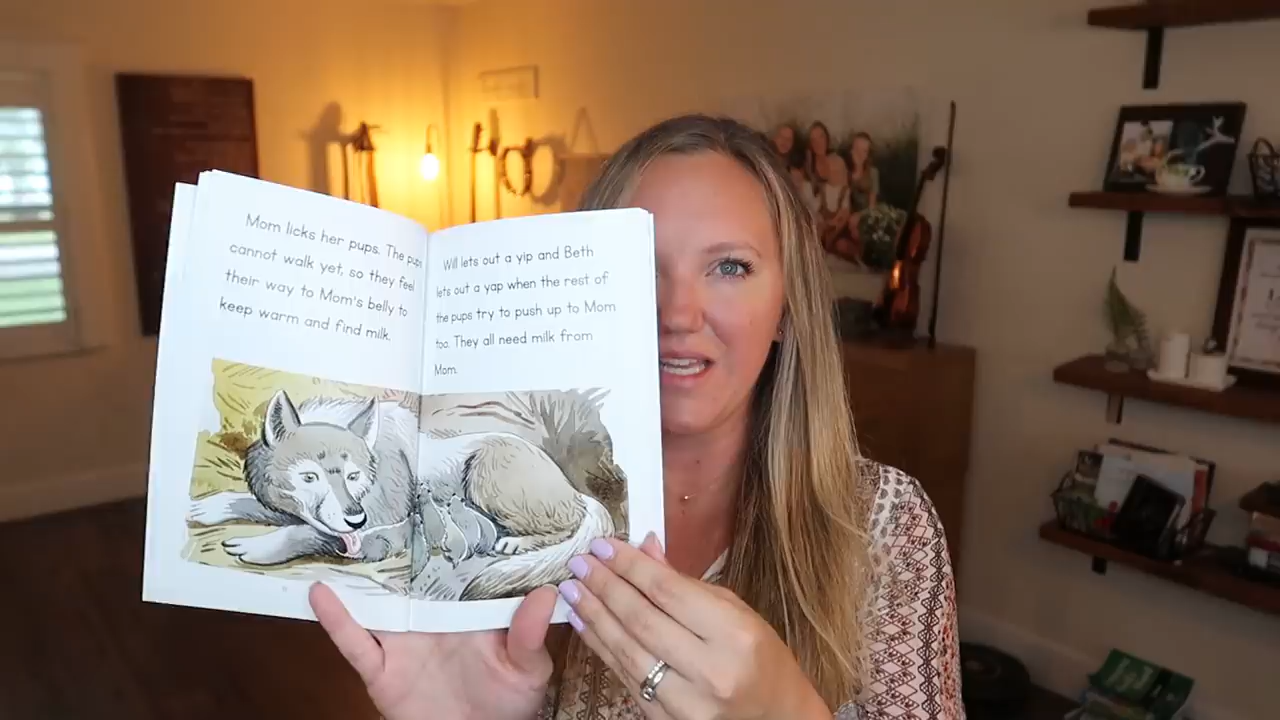 Mom licks her pups. The pups
cannot walk yet, so they feel
their way to Mom's belly to
keep warm and find milk.
Will lets out a yip and Beth
lets out a yap when the rest of
the pups try to push up to Mom
too. They all need milk from
Mom.